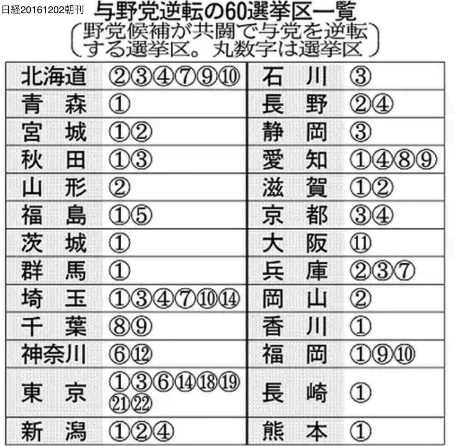 日経20161202朝刊
与野党逆転の60選挙区一覧
(野党候補が共闘で与党を逆転
する選挙区。丸数字は選挙区)
北海道 ②③④⑦⑨⑩
青森 ①
宮城 ①②
秋田 ①③
山形 ②
福島 ①⑤
茨城 ①
群馬 ①
埼玉 ①③④⑦⑩⑭
千葉 ⑧⑨
神奈川 ⑥⑫
東京 ①③⑥⑭⑱⑲
㉑㉒
新潟 ①②④
石川 ③
長野 ②④
静岡 ③
愛知 ①④⑧⑨
滋賀 ①②
京都 ③④
大阪 ⑪
兵庫 ②③⑦
岡山 ②
香川 ①
福岡 ①⑨⑩
長崎 ①
熊本 ①